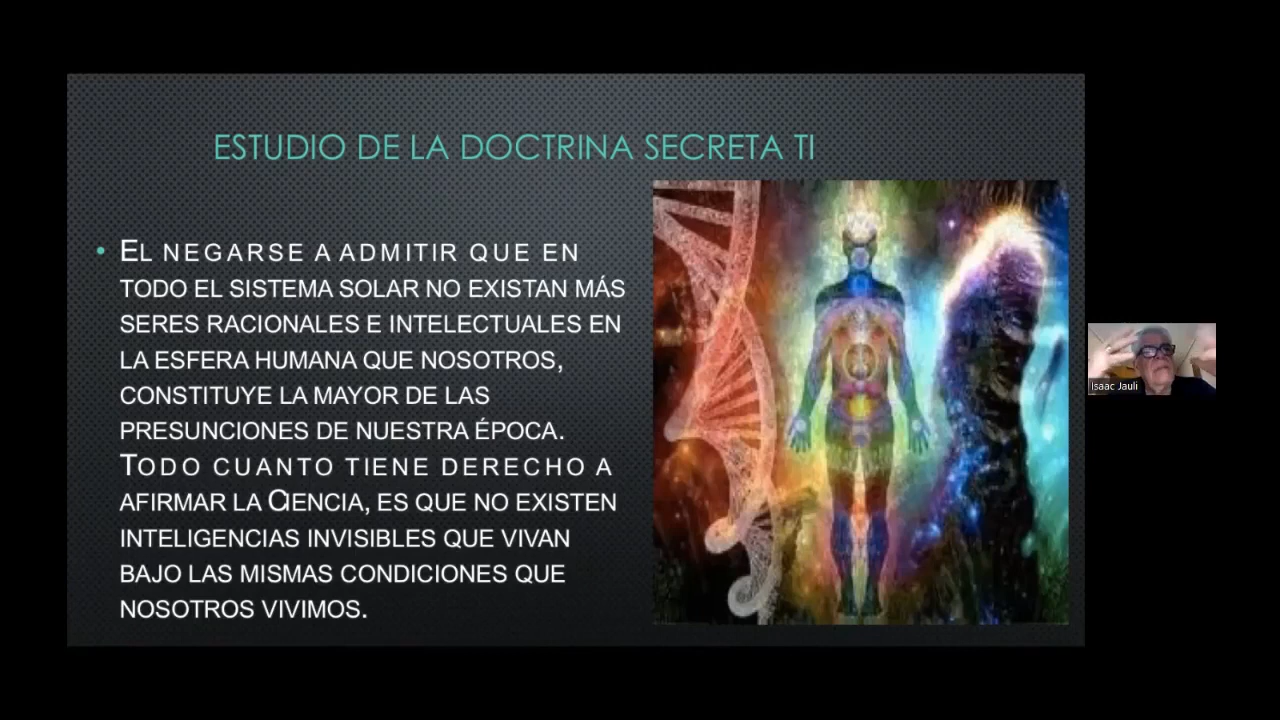 ESTUDIO DE LA DOCTRINA SECRETA TI
• EL NEGARSE A ADMITIR QUE EN
TODO EL SISTEMA SOLAR NO EXISTAN MÁS
SERES RACIONALES E INTELECTUALES EN
LA ESFERA HUMANA QUE NOSOTROS,
CONSTITUYE LA MAYOR DE LAS
PRESUNCIONES DE NUESTRA ÉPOCA.
TODO CUANTO TIENE DERECHO A
AFIRMAR LA CIENCIA, ES QUE NO EXISTEN
INTELIGENCIAS INVISIBLES QUE VIVAN
BAJO LAS MISMAS CONDICIONES QUE
NOSOTROS VIVIMOS.
Isaac Jauli